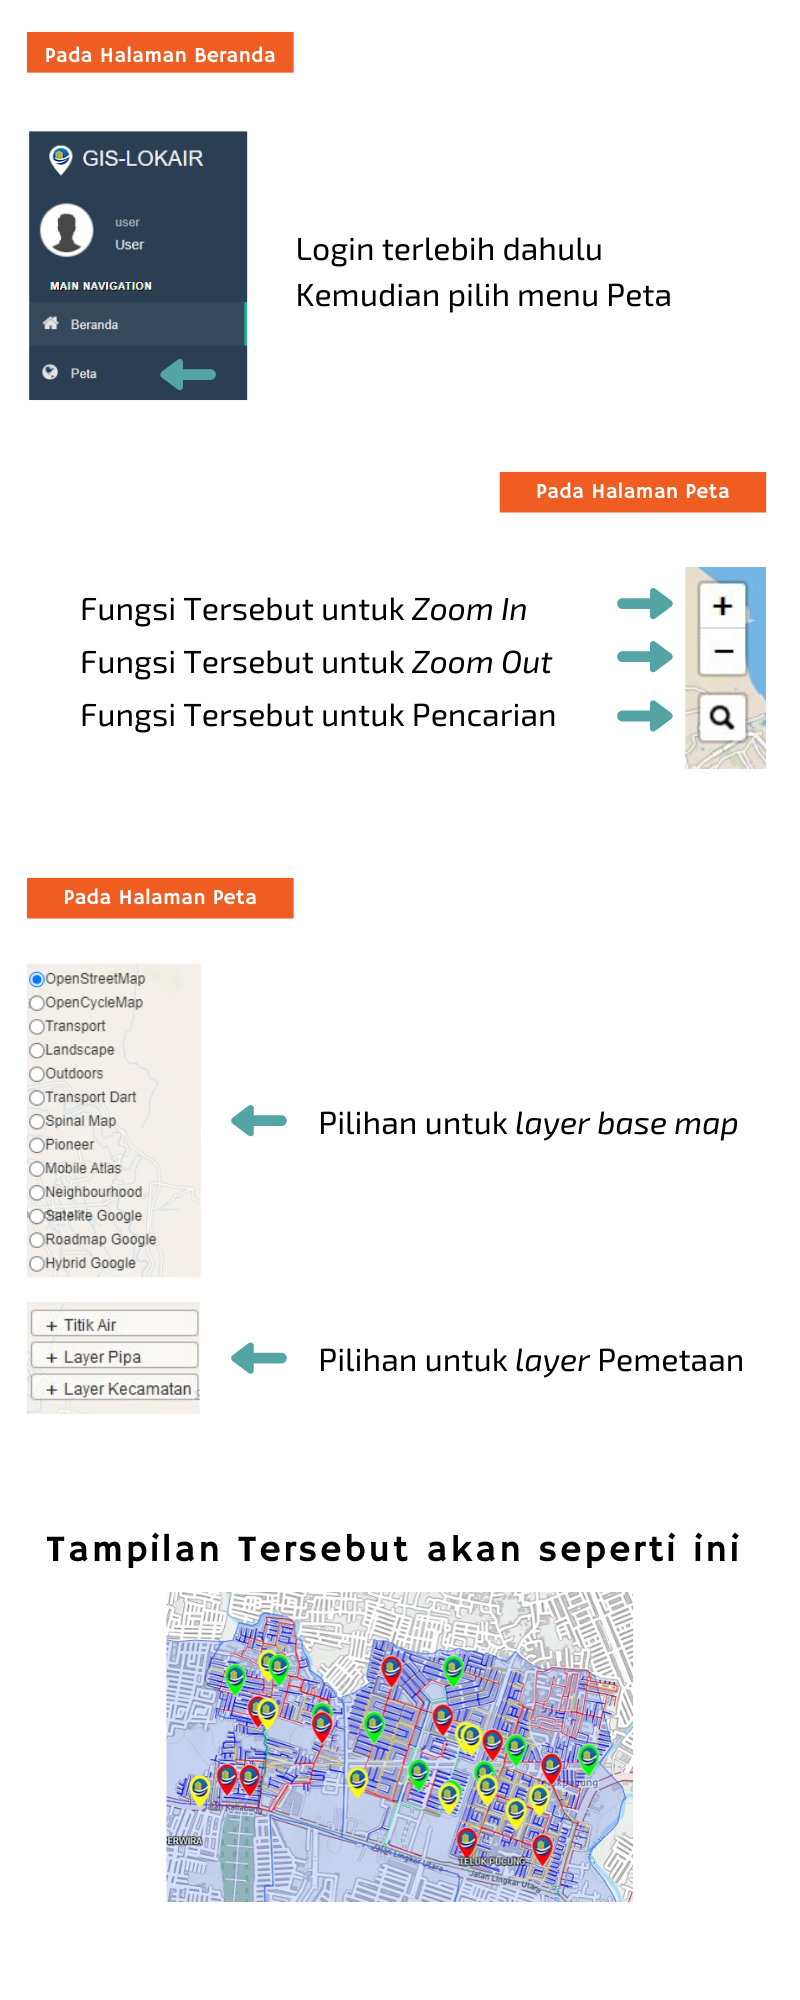 Pada Halaman Beranda
GIS-LOKAIR
user
User
MAIN NAVIGATION
Beranda
Peta
Login terlebih dahulu
Kemudian pilih menu Peta
Pada Halaman Peta
Fungsi Tersebut untuk Zoom In
Fungsi Tersebut untuk Zoom Out
Fungsi Tersebut untuk Pencarian
+
−
Pada Halaman Peta
OpenStreetMap
OpenCycleMap
Transport
Landscape
Outdoors
Transport Dart
Spinal Map
Pioneer
Mobile Atlas
Neighbourhood
Satelite Google
Roadmap Google
Hybrid Google
Pilihan untuk layer base map
+ Titik Air
+ Layer Pipa
+ Layer Kecamatan
Pilihan untuk layer Pemetaan
Tampilan Tersebut akan seperti ini
ERWIRA
Jalan Lingkar Utara
TELUK PUCUNG
Jalan Lingkar Utara